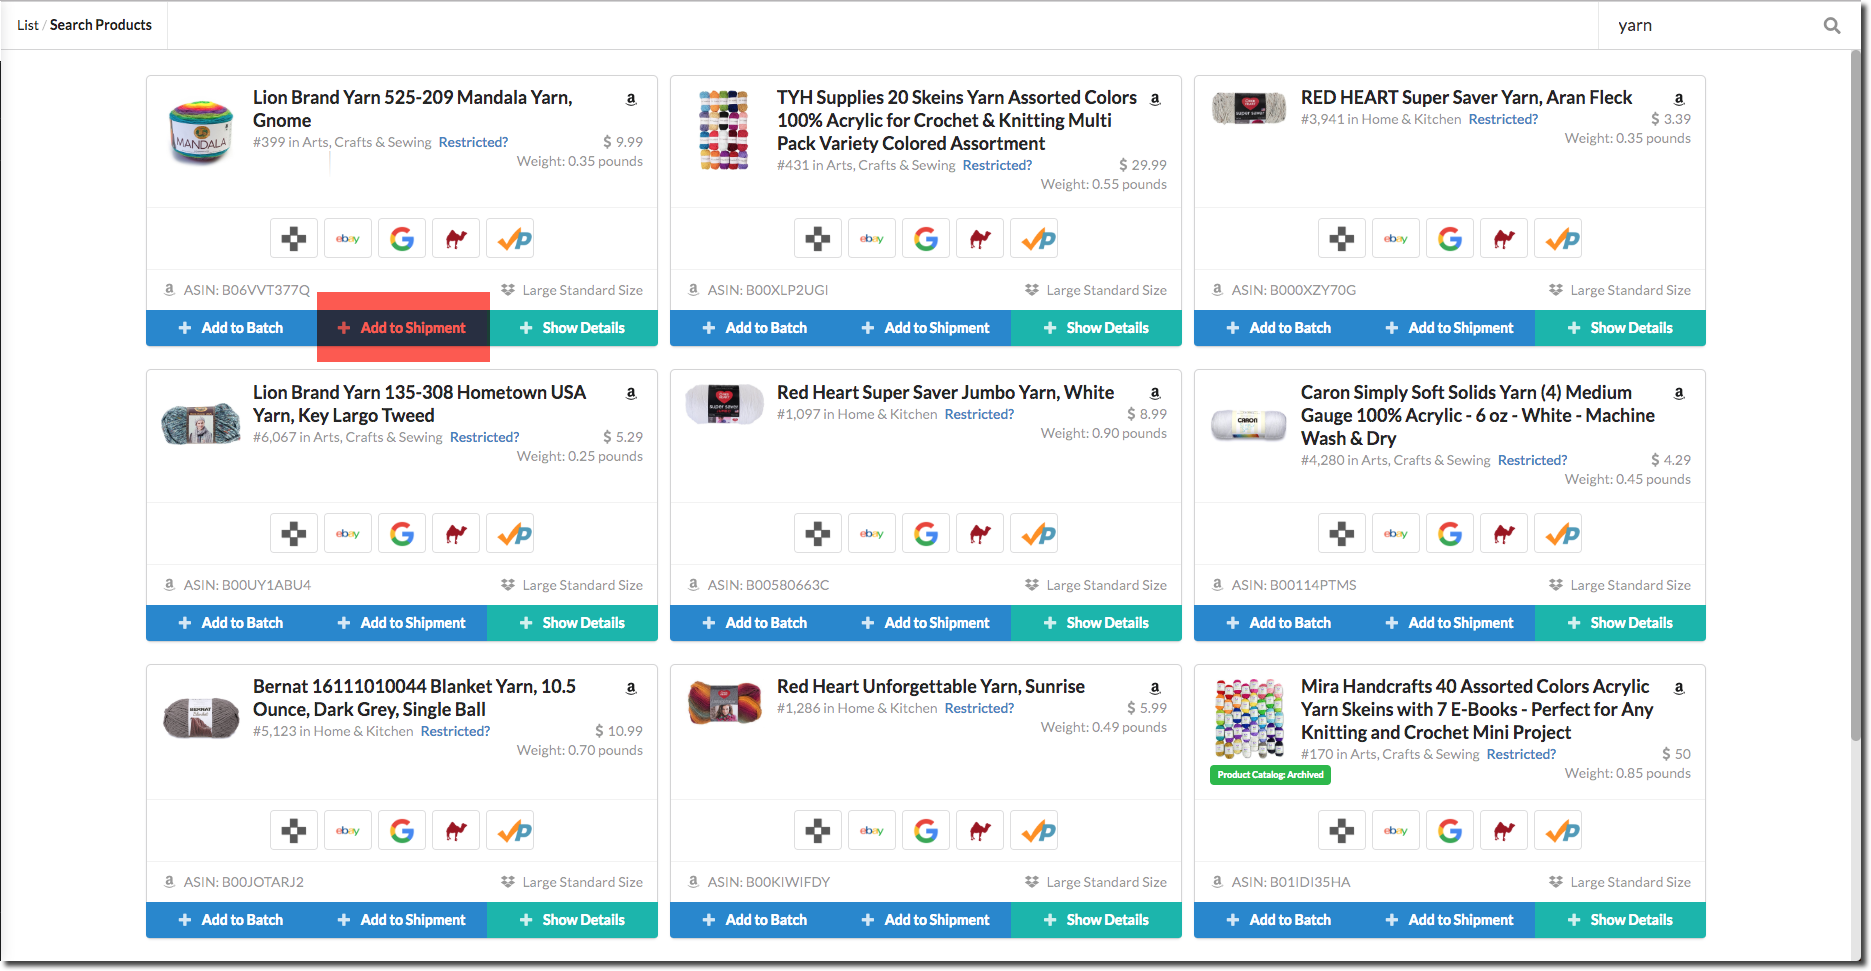 List / Search Products
yarn
Lion Brand Yarn 525-209 Mandala Yarn,
Gnome
#399 in Arts, Crafts & Sewing Restricted?
$ 9.99
Weight: 0.35 pounds
MANDALA
ebay
ASIN: B06VVT377Q
Large Standard Size
Add to Batch
Add to Shipment
Show Details
TYH Supplies 20 Skeins Yarn Assorted Colors
100% Acrylic for Crochet & Knitting Multi
Pack Variety Colored Assortment
#431 in Arts, Crafts & Sewing Restricted?
$ 29.99
Weight: 0.55 pounds
ebay
ASIN: B00XLP2UGI
Large Standard Size
Add to Batch
Add to Shipment
Show Details
RED HEART Super Saver Yarn, Aran Fleck
#3,941 in Home & Kitchen Restricted?
$ 3.39
Weight: 0.35 pounds
super saver
ebay
ASIN: B000XZY70G
Large Standard Size
Add to Batch
Add to Shipment
Show Details
Lion Brand Yarn 135-308 Hometown USA
Yarn, Key Largo Tweed
#6,067 in Arts, Crafts & Sewing Restricted?
$ 5.29
Weight: 0.25 pounds
ebay
ASIN: B00UY1ABU4
Large Standard Size
Add to Batch
Add to Shipment
Show Details
Red Heart Super Saver Jumbo Yarn, White
#1,097 in Home & Kitchen Restricted?
$ 8.99
Weight: 0.90 pounds
super saver
ebay
ASIN: B00580663C
Large Standard Size
Add to Batch
Add to Shipment
Show Details
Caron Simply Soft Solids Yarn (4) Medium
Gauge 100% Acrylic - 6 oz - White - Machine
Wash & Dry
#4,280 in Arts, Crafts & Sewing Restricted?
$ 4.29
Weight: 0.45 pounds
CARON
ebay
ASIN: B00114PTMS
Large Standard Size
Add to Batch
Add to Shipment
Show Details
Bernat 16111010044 Blanket Yarn, 10.5
Ounce, Dark Grey, Single Ball
#5,123 in Home & Kitchen Restricted?
$ 10.99
Weight: 0.70 pounds
BERNAT
ebay
ASIN: B00JOTARJ2
Large Standard Size
Add to Batch
Add to Shipment
Show Details
Red Heart Unforgettable Yarn, Sunrise
#1,286 in Home & Kitchen Restricted?
$ 5.99
Weight: 0.49 pounds
ebay
ASIN: B00KIWIFDY
Large Standard Size
Add to Batch
Add to Shipment
Show Details
Mira Handcrafts 40 Assorted Colors Acrylic
Yarn Skeins with 7 E-Books - Perfect for Any
Knitting and Crochet Mini Project
#170 in Arts, Crafts & Sewing Restricted?
$ 50
Weight: 0.85 pounds
Product Catalog: Archived
ebay
ASIN: B01IDI35HA
Large Standard Size
Add to Batch
Add to Shipment
Show Details